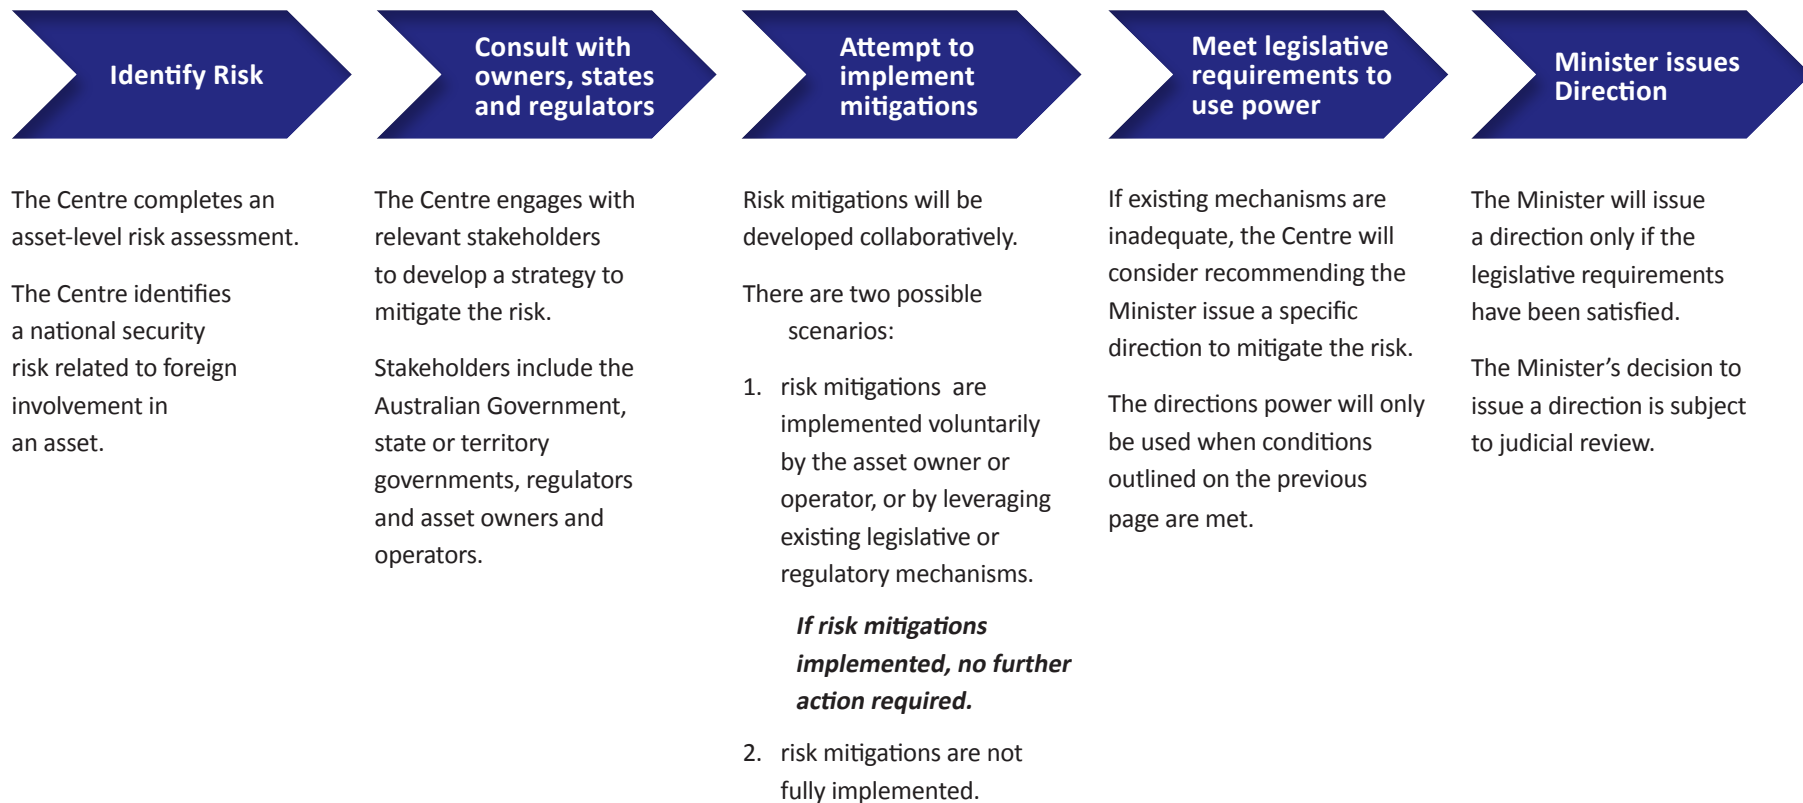 Identify Risk
The Centre completes an
asset-level risk assessment.
The Centre identifies
a national security
risk related to foreign
involvement in
an asset.
Consult with
owners, states
and regulators
The Centre engages with
relevant stakeholders
to develop a strategy to
mitigate the risk.
Stakeholders include the
Australian Government,
state or territory
governments, regulators
and asset owners and
operators.
Attempt to
implement
mitigations
Risk mitigations will be
developed collaboratively.
There are two possible
scenarios:
1. risk mitigations are
implemented voluntarily
by the asset owner or
operator, or by leveraging
existing legislative or
regulatory mechanisms.
If risk mitigations
implemented, no further
action required.
2. risk mitigations are not
fully implemented.
Meet legislative
requirements to
use power
If existing mechanisms are
inadequate, the Centre will
consider recommending the
Minister issue a specific
direction to mitigate the risk.
The directions power will only
be used when conditions
outlined on the previous
page are met.
Minister issues
Direction
The Minister will issue
a direction only if the
legislative requirements
have been satisfied.
The Minister’s decision to
issue a direction is subject
to judicial review.